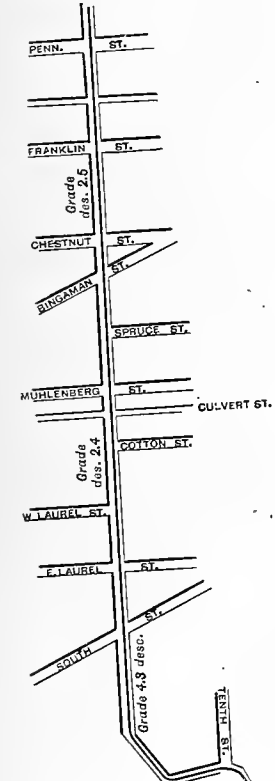 PENN. ST.
FRANKLIN ST.
Grade
des. 2.5
CHESTNUT ST.
BINGAMAN ST.
SPRUCE ST.
MUHLENBERG ST.
CULVERT ST.
COTTON ST.
Grade
des. 2.4
W. LAUREL ST.
E. LAUREL ST.
SOUTH ST.
Grade 4.3 desc.
TENTH ST.